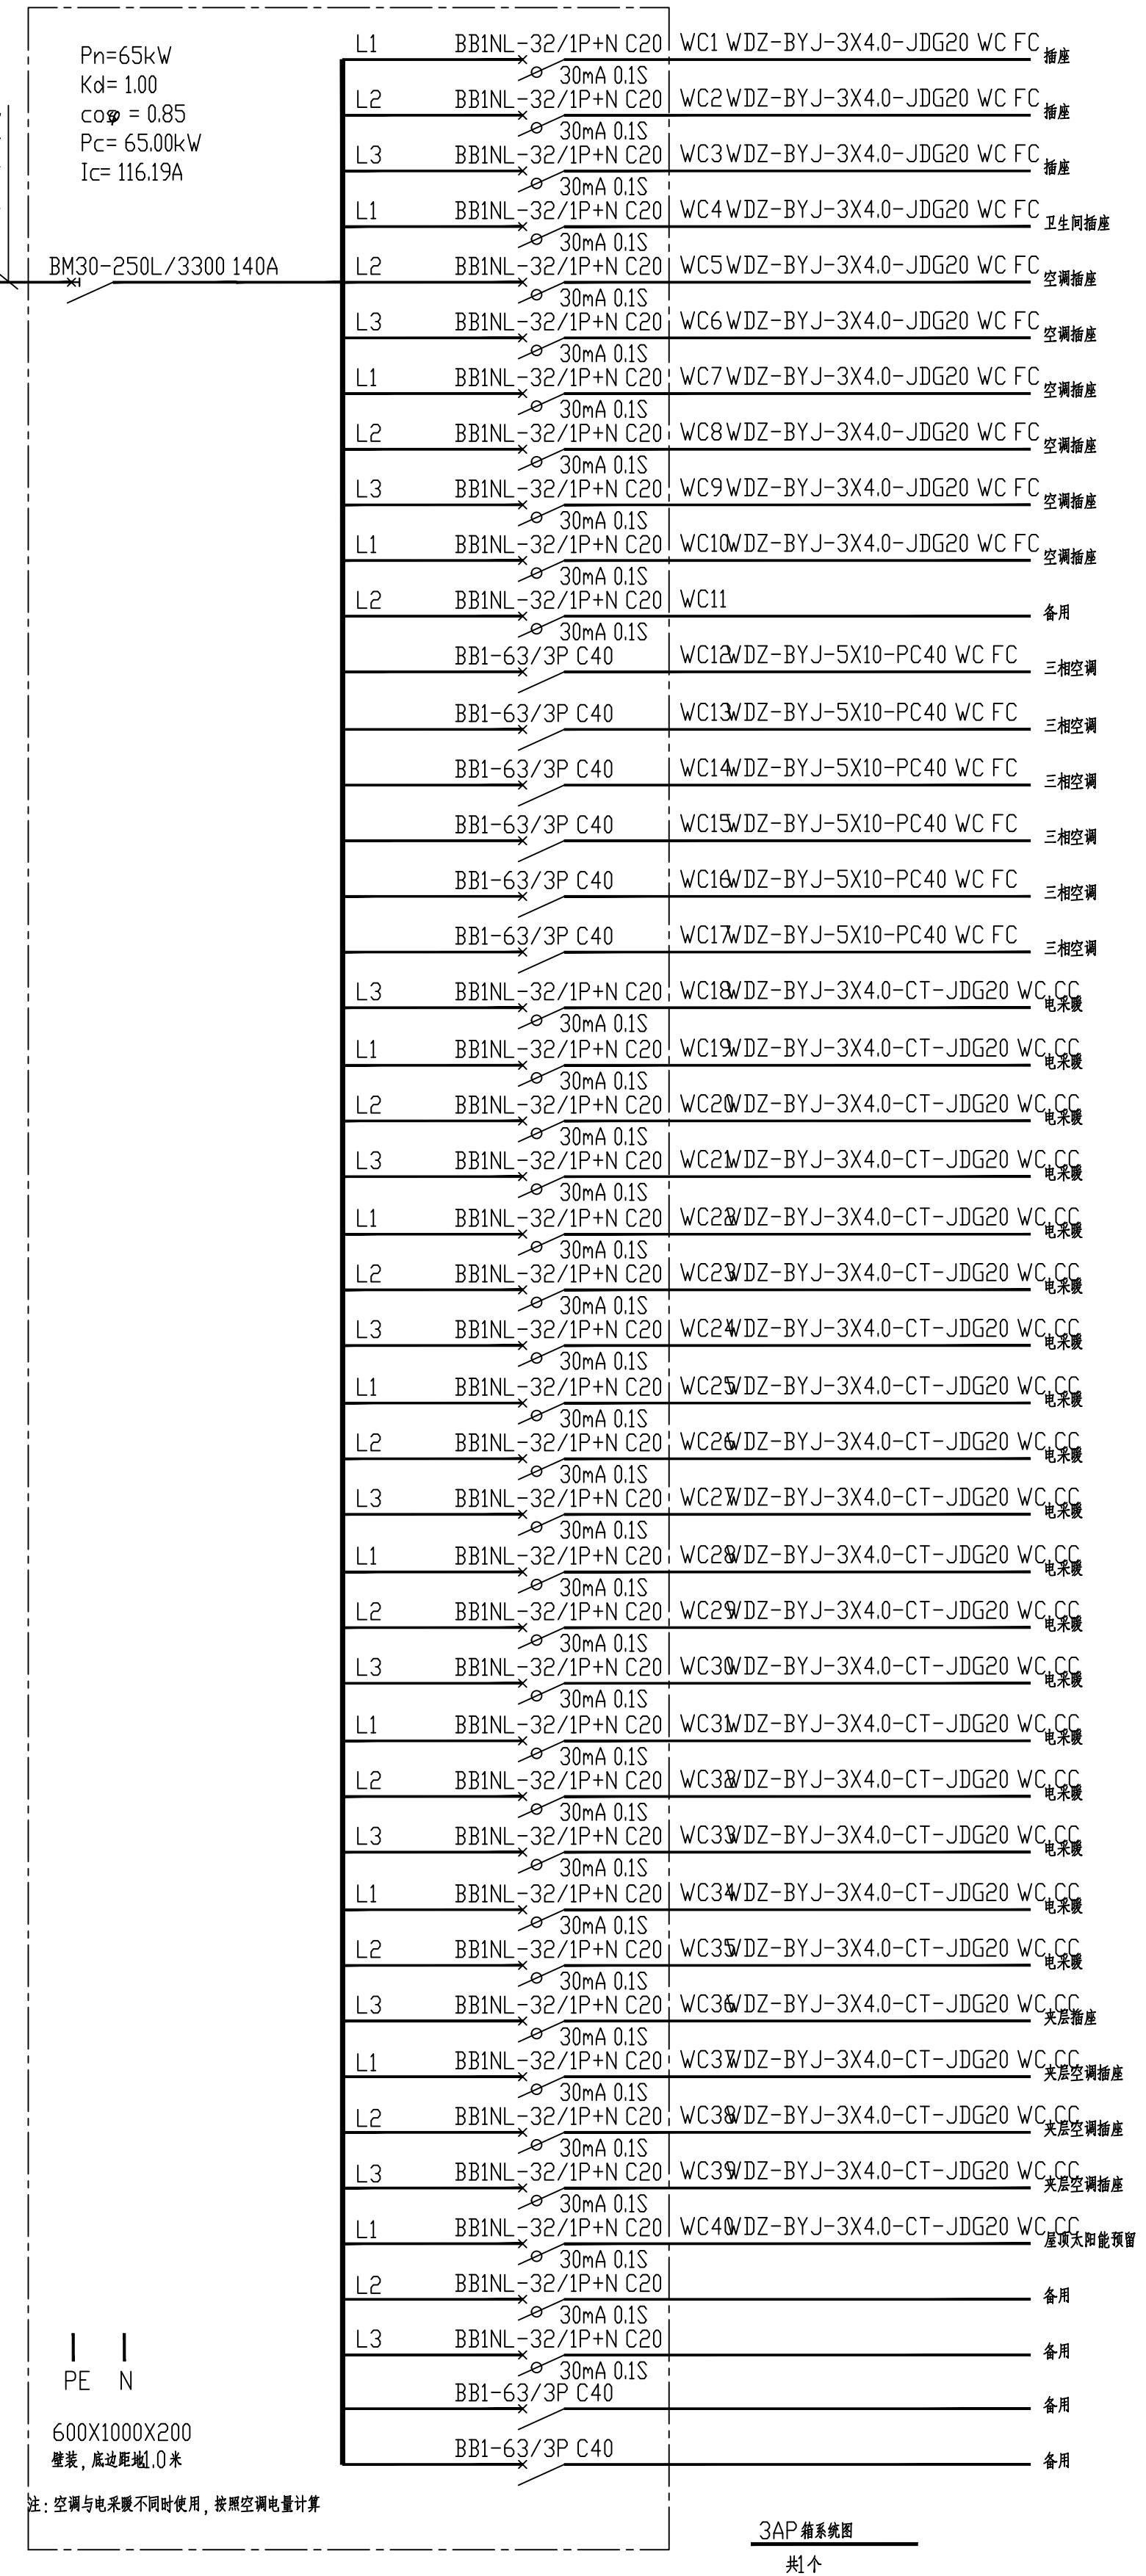 Pn=65kW
Kd= 1.00
cosφ = 0.85
Pc= 65.00kW
Ic= 116.19A
BM30-250L/3300 140A
L1 BB1NL-32/1P+N C20 WC1 WDZ-BYJ-3X4.0-JDG20 WC FC 插座
30mA 0.1S
L2 BB1NL-32/1P+N C20 WC2 WDZ-BYJ-3X4.0-JDG20 WC FC 插座
30mA 0.1S
L3 BB1NL-32/1P+N C20 WC3 WDZ-BYJ-3X4.0-JDG20 WC FC 插座
30mA 0.1S
L1 BB1NL-32/1P+N C20 WC4 WDZ-BYJ-3X4.0-JDG20 WC FC 卫生间插座
30mA 0.1S
L2 BB1NL-32/1P+N C20 WC5 WDZ-BYJ-3X4.0-JDG20 WC FC 空调插座
30mA 0.1S
L3 BB1NL-32/1P+N C20 WC6 WDZ-BYJ-3X4.0-JDG20 WC FC 空调插座
30mA 0.1S
L1 BB1NL-32/1P+N C20 WC7 WDZ-BYJ-3X4.0-JDG20 WC FC 空调插座
30mA 0.1S
L2 BB1NL-32/1P+N C20 WC8 WDZ-BYJ-3X4.0-JDG20 WC FC 空调插座
30mA 0.1S
L3 BB1NL-32/1P+N C20 WC9 WDZ-BYJ-3X4.0-JDG20 WC FC 空调插座
30mA 0.1S
L1 BB1NL-32/1P+N C20 WC10 WDZ-BYJ-3X4.0-JDG20 WC FC 空调插座
30mA 0.1S
L2 BB1NL-32/1P+N C20 WC11 备用
30mA 0.1S
BB1-63/3P C40 WC12 WDZ-BYJ-5X10-PC40 WC FC 三相空调
BB1-63/3P C40 WC13 WDZ-BYJ-5X10-PC40 WC FC 三相空调
BB1-63/3P C40 WC14 WDZ-BYJ-5X10-PC40 WC FC 三相空调
BB1-63/3P C40 WC15 WDZ-BYJ-5X10-PC40 WC FC 三相空调
BB1-63/3P C40 WC16 WDZ-BYJ-5X10-PC40 WC FC 三相空调
BB1-63/3P C40 WC17 WDZ-BYJ-5X10-PC40 WC FC 三相空调
L3 BB1NL-32/1P+N C20 WC18 WDZ-BYJ-3X4.0-CT-JDG20 WC CC 电采暖
30mA 0.1S
L1 BB1NL-32/1P+N C20 WC19 WDZ-BYJ-3X4.0-CT-JDG20 WC CC 电采暖
30mA 0.1S
L2 BB1NL-32/1P+N C20 WC20 WDZ-BYJ-3X4.0-CT-JDG20 WC CC 电采暖
30mA 0.1S
L3 BB1NL-32/1P+N C20 WC21 WDZ-BYJ-3X4.0-CT-JDG20 WC CC 电采暖
30mA 0.1S
L1 BB1NL-32/1P+N C20 WC22 WDZ-BYJ-3X4.0-CT-JDG20 WC CC 电采暖
30mA 0.1S
L2 BB1NL-32/1P+N C20 WC23 WDZ-BYJ-3X4.0-CT-JDG20 WC CC 电采暖
30mA 0.1S
L3 BB1NL-32/1P+N C20 WC24 WDZ-BYJ-3X4.0-CT-JDG20 WC CC 电采暖
30mA 0.1S
L1 BB1NL-32/1P+N C20 WC25 WDZ-BYJ-3X4.0-CT-JDG20 WC CC 电采暖
30mA 0.1S
L2 BB1NL-32/1P+N C20 WC26 WDZ-BYJ-3X4.0-CT-JDG20 WC CC 电采暖
30mA 0.1S
L3 BB1NL-32/1P+N C20 WC27 WDZ-BYJ-3X4.0-CT-JDG20 WC CC 电采暖
30mA 0.1S
L1 BB1NL-32/1P+N C20 WC28 WDZ-BYJ-3X4.0-CT-JDG20 WC CC 电采暖
30mA 0.1S
L2 BB1NL-32/1P+N C20 WC29 WDZ-BYJ-3X4.0-CT-JDG20 WC CC 电采暖
30mA 0.1S
L3 BB1NL-32/1P+N C20 WC30 WDZ-BYJ-3X4.0-CT-JDG20 WC CC 电采暖
30mA 0.1S
L1 BB1NL-32/1P+N C20 WC31 WDZ-BYJ-3X4.0-CT-JDG20 WC CC 电采暖
30mA 0.1S
L2 BB1NL-32/1P+N C20 WC32 WDZ-BYJ-3X4.0-CT-JDG20 WC CC 电采暖
30mA 0.1S
L3 BB1NL-32/1P+N C20 WC33 WDZ-BYJ-3X4.0-CT-JDG20 WC CC 电采暖
30mA 0.1S
L1 BB1NL-32/1P+N C20 WC34 WDZ-BYJ-3X4.0-CT-JDG20 WC CC 电采暖
30mA 0.1S
L2 BB1NL-32/1P+N C20 WC35 WDZ-BYJ-3X4.0-CT-JDG20 WC CC 电采暖
30mA 0.1S
L3 BB1NL-32/1P+N C20 WC36 WDZ-BYJ-3X4.0-CT-JDG20 WC CC 夹层插座
30mA 0.1S
L1 BB1NL-32/1P+N C20 WC37 WDZ-BYJ-3X4.0-CT-JDG20 WC CC 夹层空调插座
30mA 0.1S
L2 BB1NL-32/1P+N C20 WC38 WDZ-BYJ-3X4.0-CT-JDG20 WC CC 夹层空调插座
30mA 0.1S
L3 BB1NL-32/1P+N C20 WC39 WDZ-BYJ-3X4.0-CT-JDG20 WC CC 夹层空调插座
30mA 0.1S
L1 BB1NL-32/1P+N C20 WC40 WDZ-BYJ-3X4.0-CT-JDG20 WC CC 屋顶太阳能预留
30mA 0.1S
L2 BB1NL-32/1P+N C20 备用
30mA 0.1S
L3 BB1NL-32/1P+N C20 备用
30mA 0.1S
BB1-63/3P C40 备用
BB1-63/3P C40 备用
PE N
600X1000X200
壁装,底边距地1.0米
注:空调与电采暖不同时使用,按照空调电量计算
3AP箱系统图
共1个